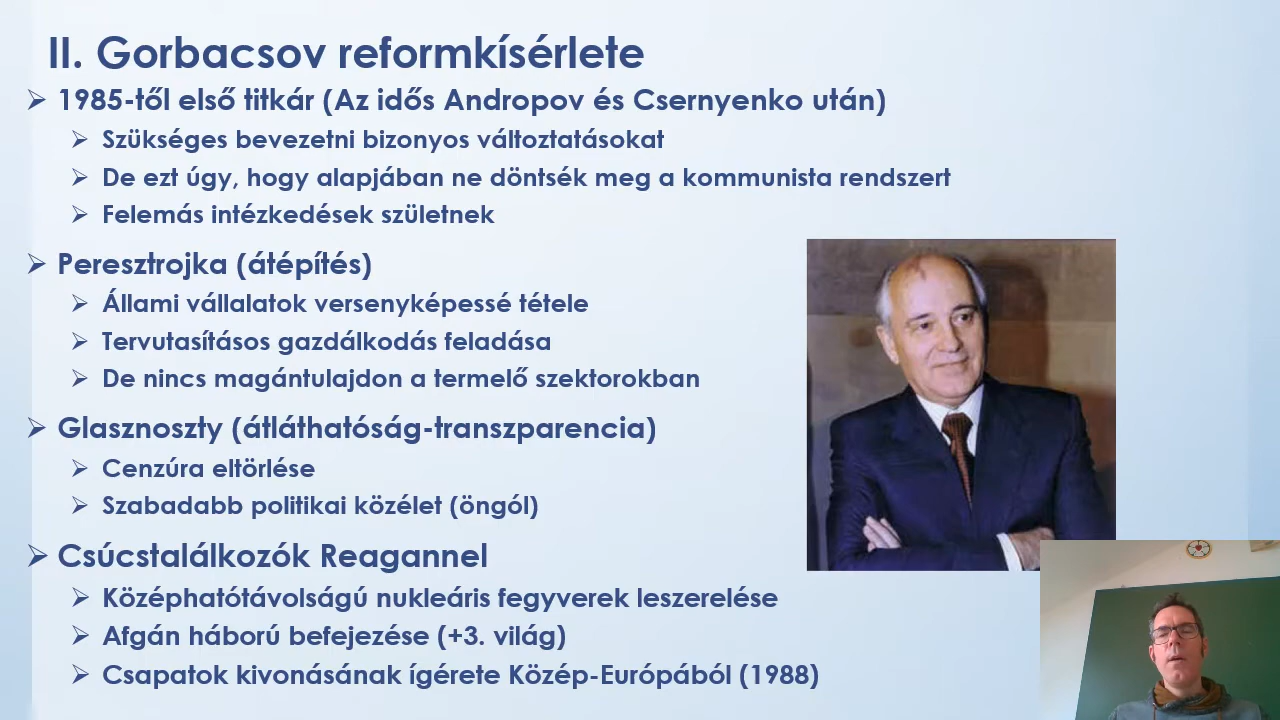 II. Gorbacsov reformkísérlete
1985-től első titkár (Az idős Andropov és Csernyenko után)
Szükséges bevezetni bizonyos változtatásokat
De ezt úgy, hogy alapjában ne döntsék meg a kommunista rendszert
Felemás intézkedések születnek
Peresztrojka (átépítés)
Állami vállalatok versenyképessé tétele
Tervutasításos gazdálkodás feladása
De nincs magántulajdon a termelő szektorokban
Glasznoszty (átláthatóság-transzparencia)
Cenzúra eltörlése
Szabadabb politikai közélet (öngól)
Csúcstalálkozók Reagannel
Középhatótávolságú nukleáris fegyverek leszerelése
Afgán háború befejezése (+3. világ)
Csapatok kivonásának ígérete Közép-Európából (1988)